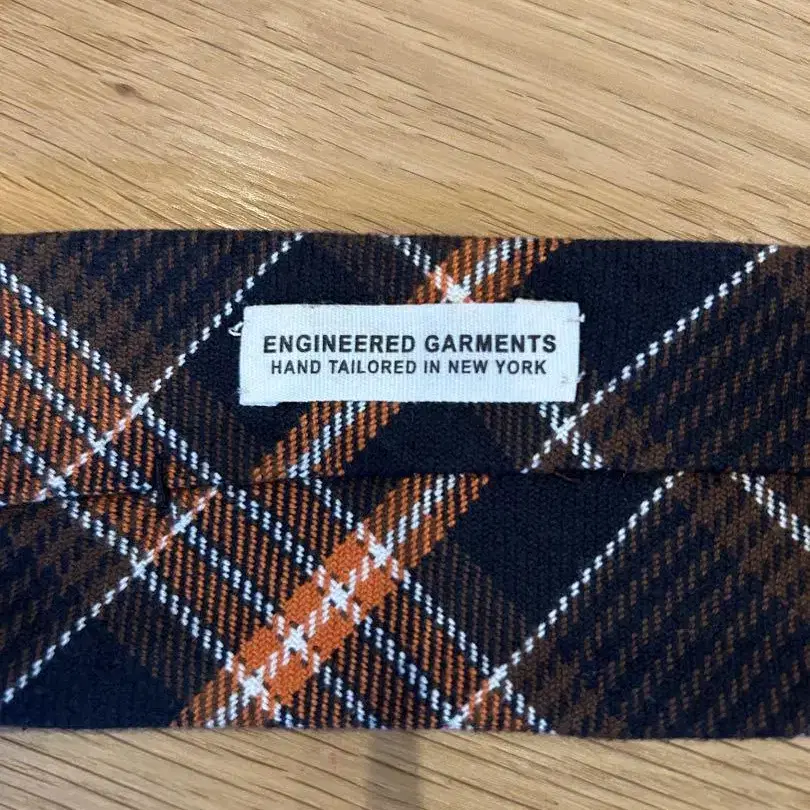 ENGINEERED GARMENTS
HAND TAILORED IN NEW YORK